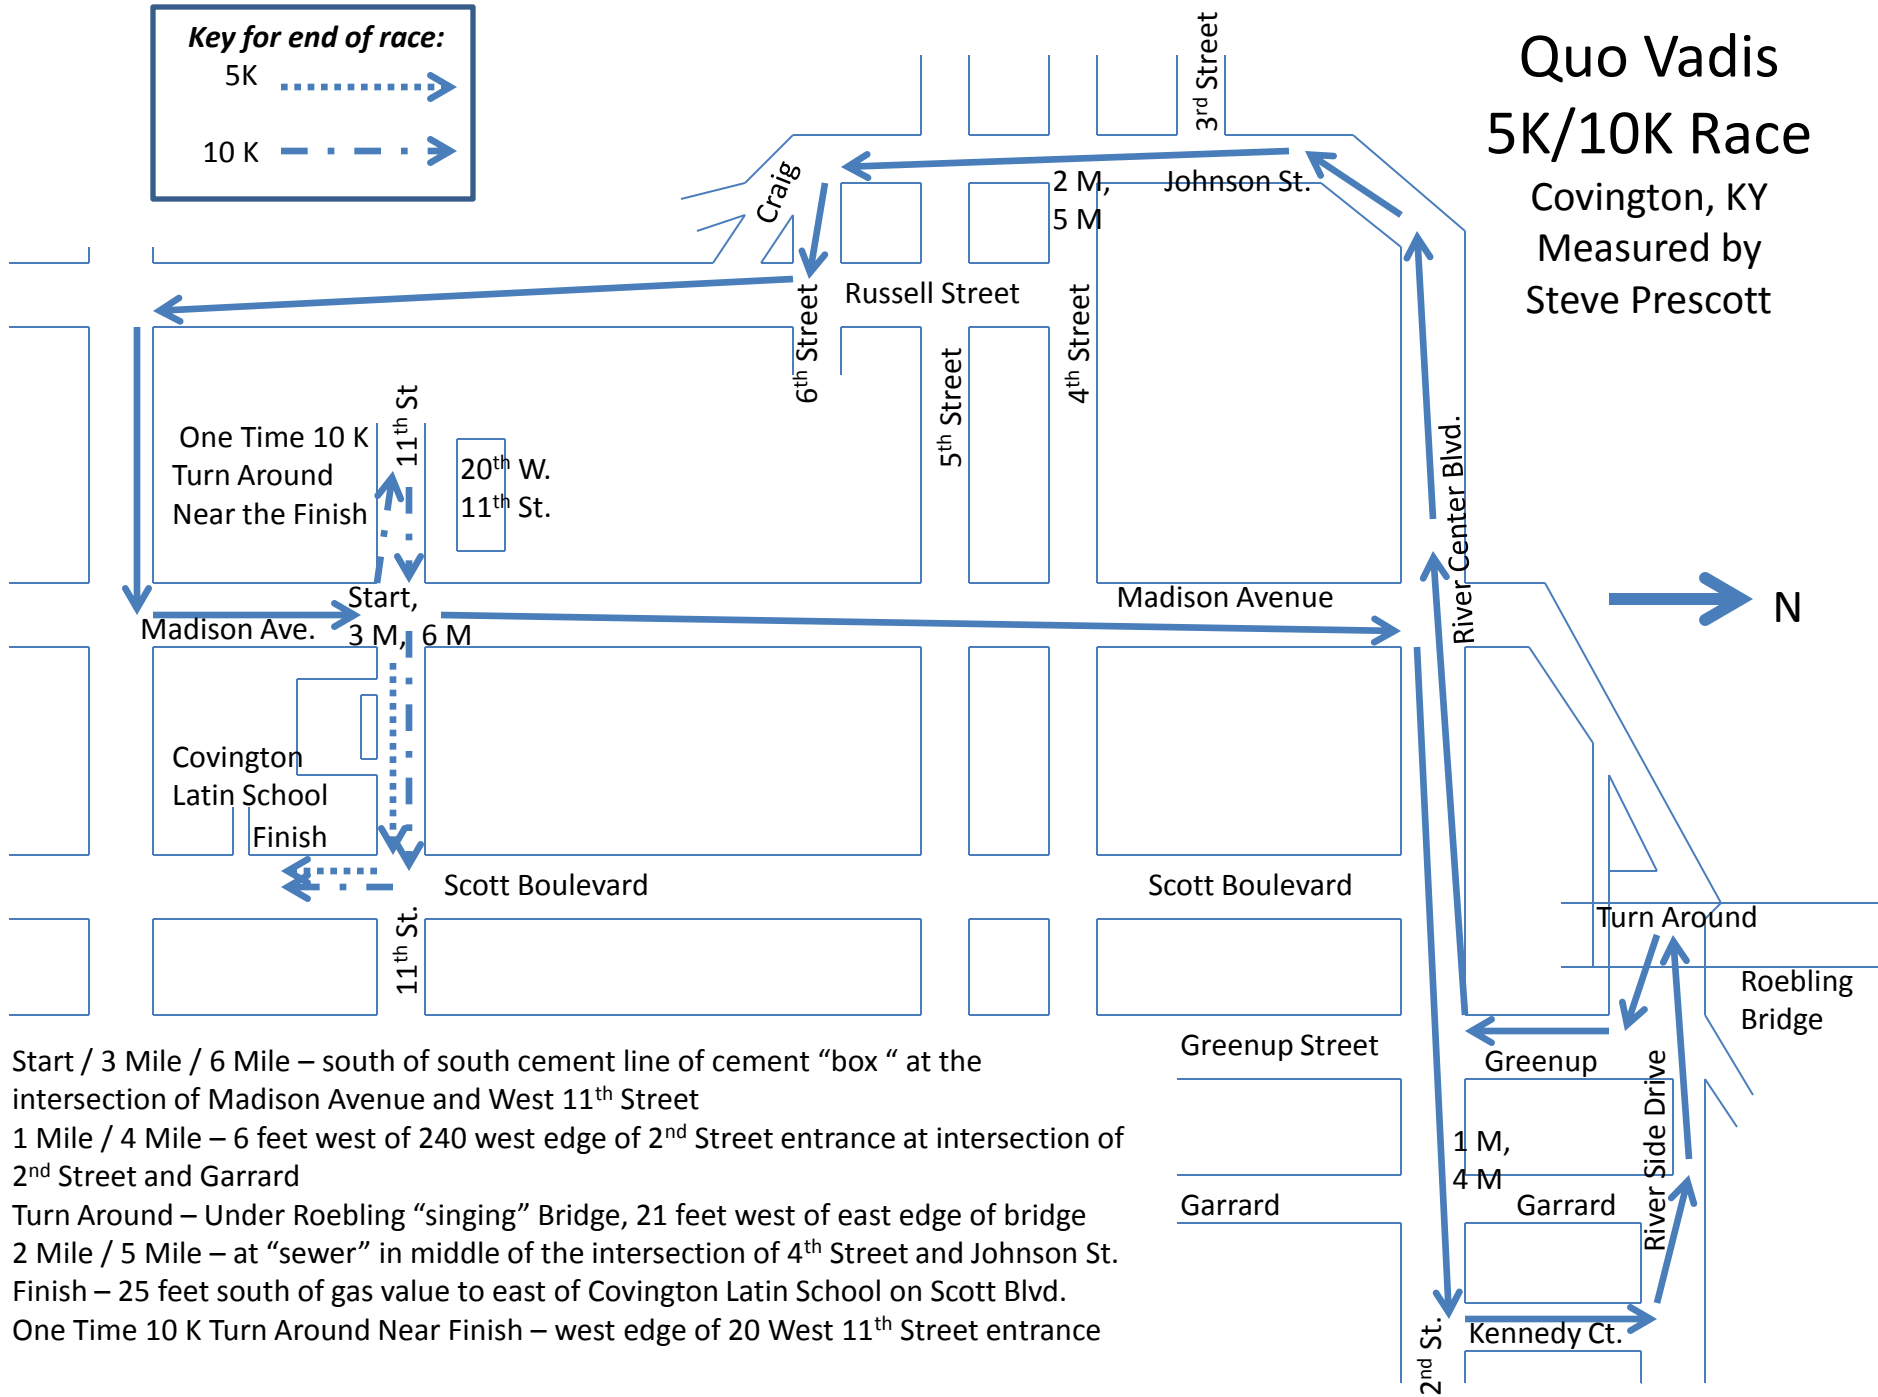 Key for end of race:
5K
10 K
Quo Vadis
5K/10K Race
Covington, KY
Measured by
Steve Prescott
3rd Street
Craig
2 M,
5 M
Johnson St.
Russell Street
6th Street
5th Street
4th Street
11th St
One Time 10 K
Turn Around
Near the Finish
20th W.
11th St.
River Center Blvd.
Start,
3 M, 6 M
Madison Ave.
Madison Avenue
N
Covington
Latin School
Finish
Scott Boulevard
Scott Boulevard
11th St.
Turn Around
Roebling
Bridge
Greenup Street
Greenup
River Side Drive
1 M,
4 M
Garrard
Garrard
2nd St.
Kennedy Ct.
Start / 3 Mile / 6 Mile – south of south cement line of cement “box “ at the
intersection of Madison Avenue and West 11th Street
1 Mile / 4 Mile – 6 feet west of 240 west edge of 2nd Street entrance at intersection of
2nd Street and Garrard
Turn Around – Under Roebling “singing” Bridge, 21 feet west of east edge of bridge
2 Mile / 5 Mile – at “sewer” in middle of the intersection of 4th Street and Johnson St.
Finish – 25 feet south of gas value to east of Covington Latin School on Scott Blvd.
One Time 10 K Turn Around Near Finish – west edge of 20 West 11th Street entrance